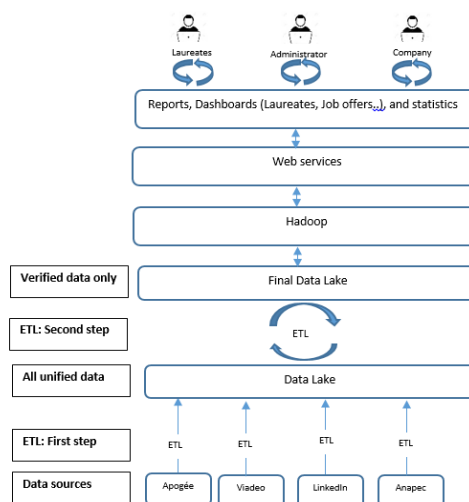 Laureates
Administrator
Company
Reports, Dashboards (Laureates, Job offers..), and statistics
Web services
Hadoop
Verified data only
Final Data Lake
ETL: Second step
ETL
All unified data
Data Lake
ETL: First step
ETL
ETL
ETL
ETL
Data sources
Apogée
Viadeo
LinkedIn
Anapec